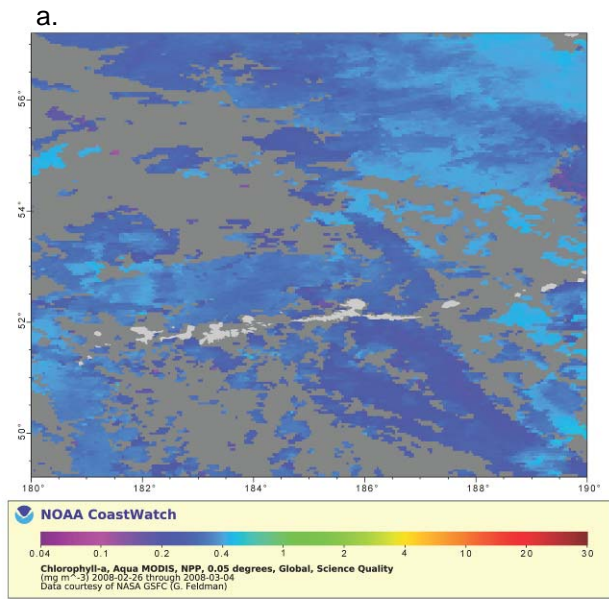 a.
56°
54°
52°
50°
180° 182° 184° 186° 188° 190°
NOAA CoastWatch
0.04 0.1 0.2 0.4 1 2 4 10 20 30
Chlorophyll-a, Aqua MODIS, NPP, 0.05 degrees, Global, Science Quality
(mg m^-3) 2008-02-26 through 2008-03-04
Data courtesy of NASA GSFC (G. Feldman)